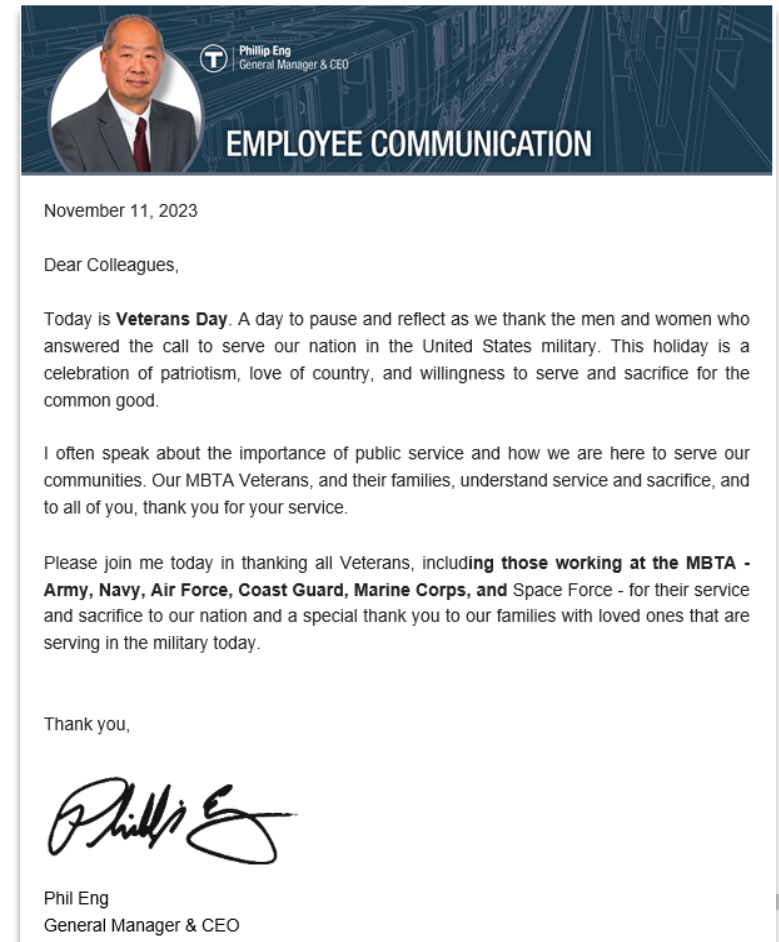 T
Phillip Eng
General Manager & CEO
EMPLOYEE COMMUNICATION
November 11, 2023
Dear Colleagues,
Today is Veterans Day. A day to pause and reflect as we thank the men and women who
answered the call to serve our nation in the United States military. This holiday is a
celebration of patriotism, love of country, and willingness to serve and sacrifice for the
common good.
I often speak about the importance of public service and how we are here to serve our
communities. Our MBTA Veterans, and their families, understand service and sacrifice, and
to all of you, thank you for your service.
Please join me today in thanking all Veterans, including those working at the MBTA -
Army, Navy, Air Force, Coast Guard, Marine Corps, and Space Force - for their service
and sacrifice to our nation and a special thank you to our families with loved ones that are
serving in the military today.
Thank you,
Phillip Eng
Phil Eng
General Manager & CEO